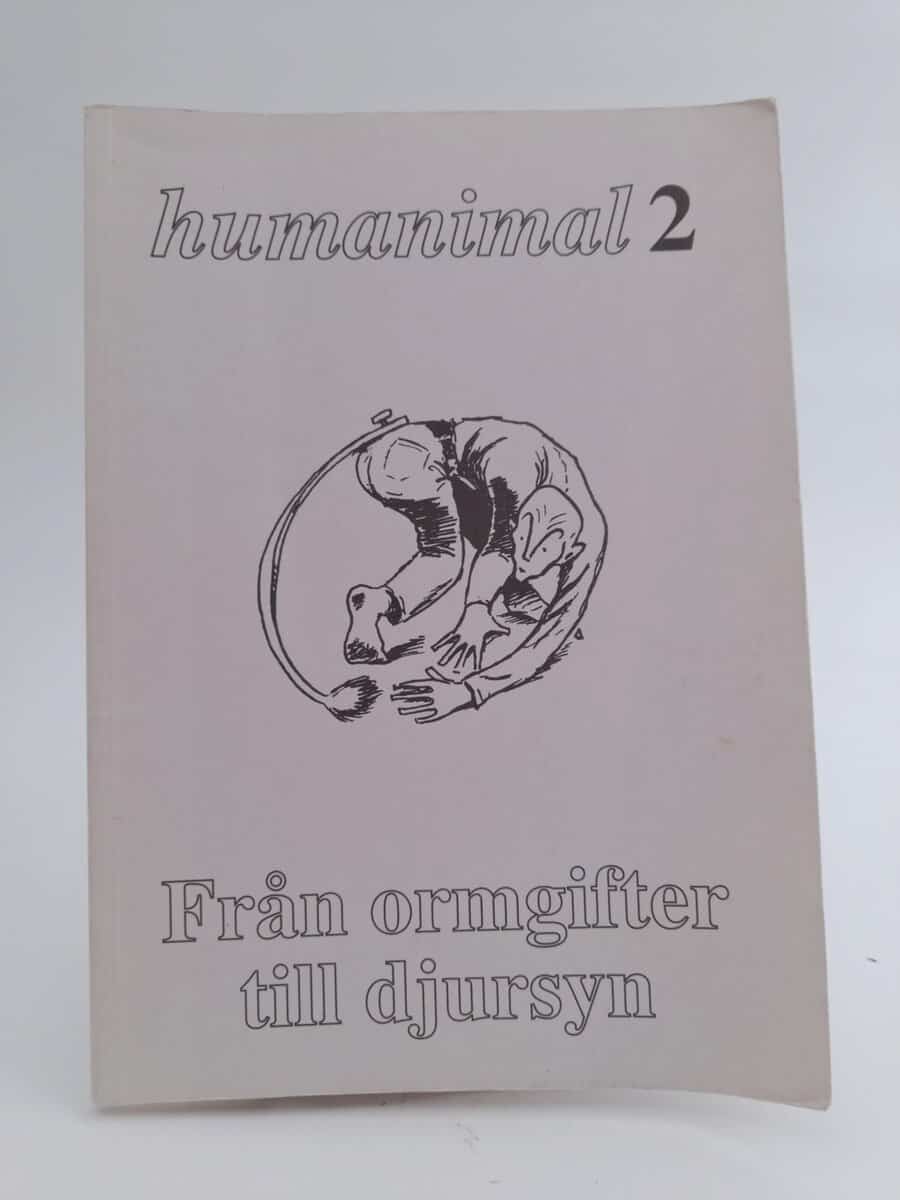 humanimal 2
Från ormgifter
till djursyn